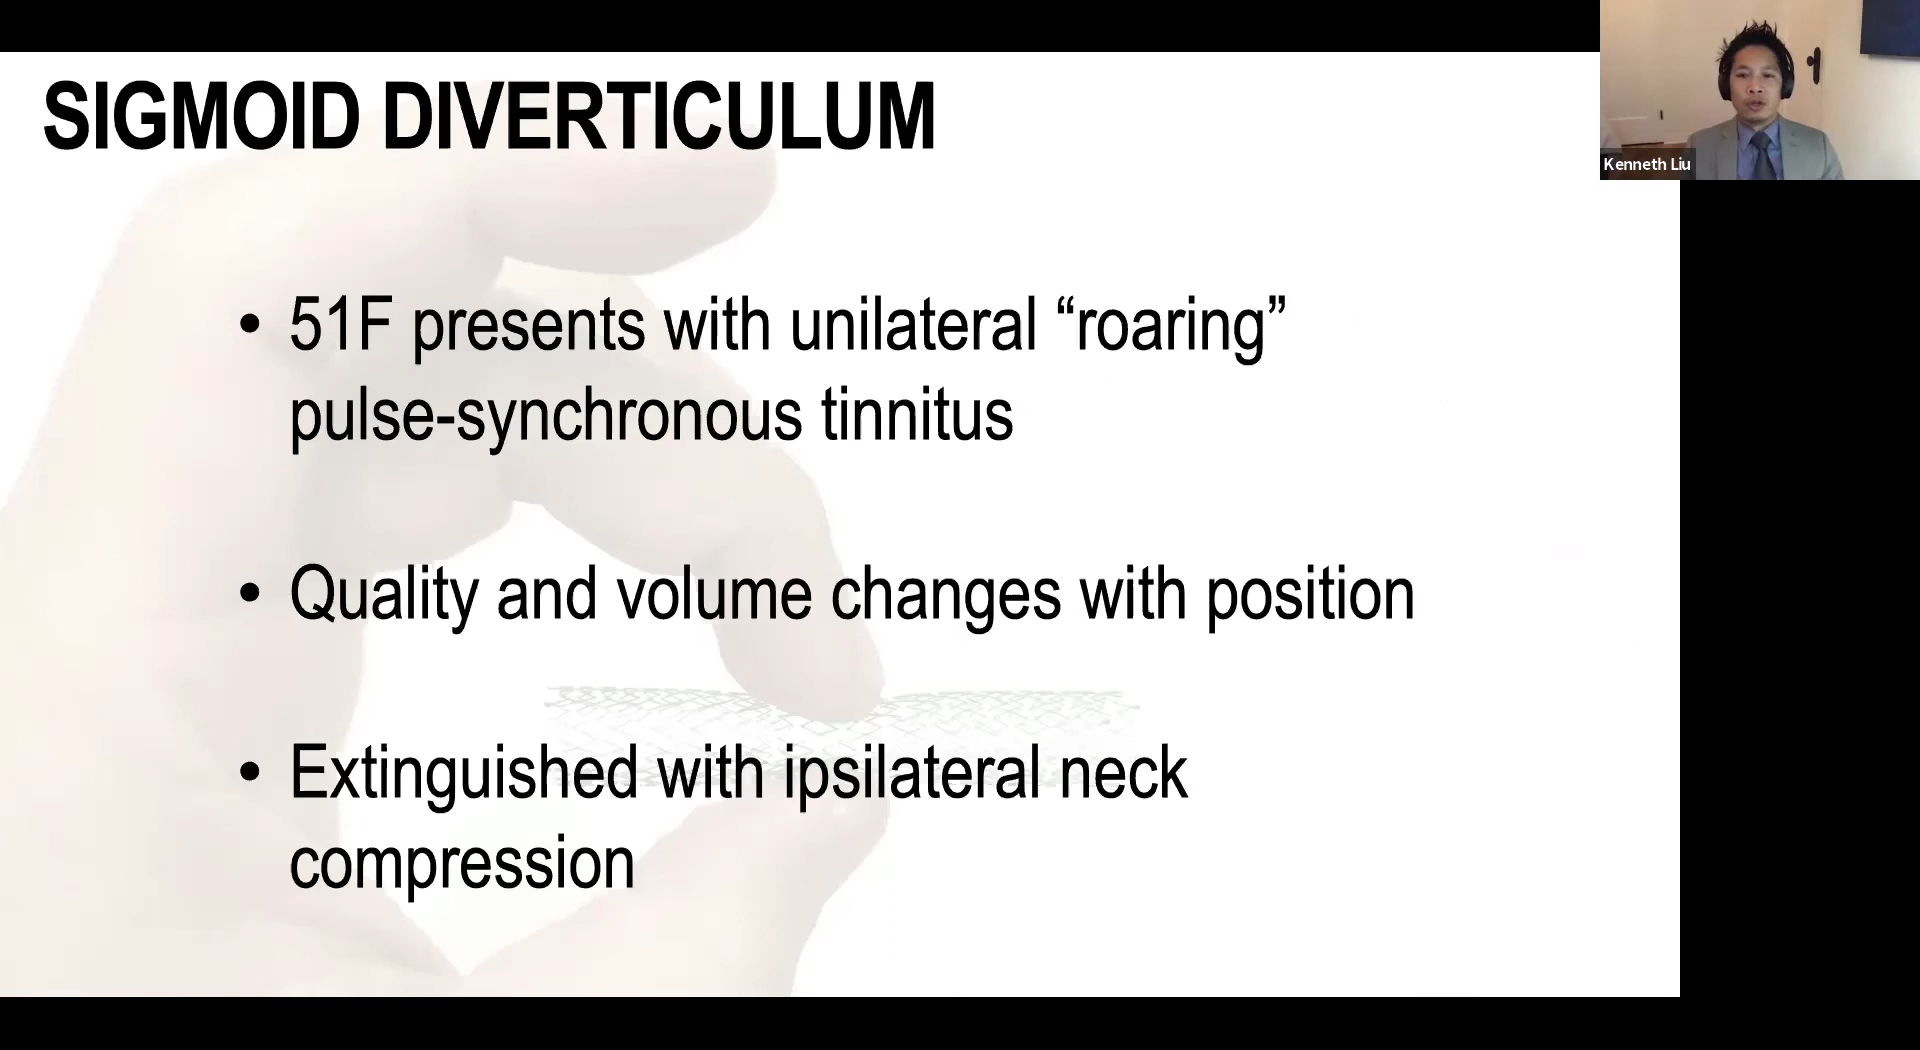 SIGMOID DIVERTICULUM
Kenneth Liu
• 51F presents with unilateral “roaring”
pulse-synchronous tinnitus
• Quality and volume changes with position
• Extinguished with ipsilateral neck
compression